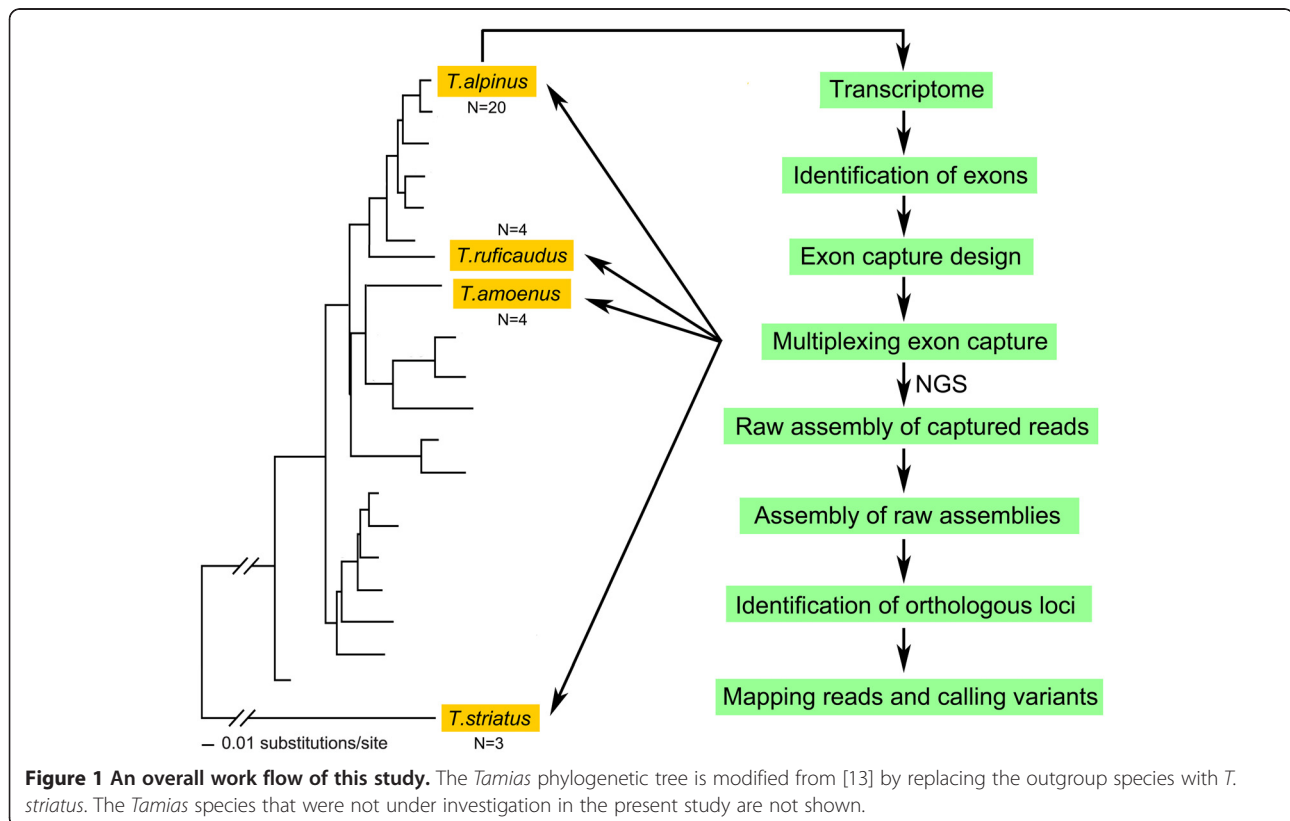 T.alpinus
N=20
N=4
T.ruficaudus
T.amoenus
N=4
T.striatus
N=3
0.01 substitutions/site
Transcriptome
Identification of exons
Exon capture design
Multiplexing exon capture
NGS
Raw assembly of captured reads
Assembly of raw assemblies
Identification of orthologous loci
Mapping reads and calling variants
Figure 1 An overall work flow of this study. The Tamias phylogenetic tree is modified from [13] by replacing the outgroup species with T.
striatus. The Tamias species that were not under investigation in the present study are not shown.